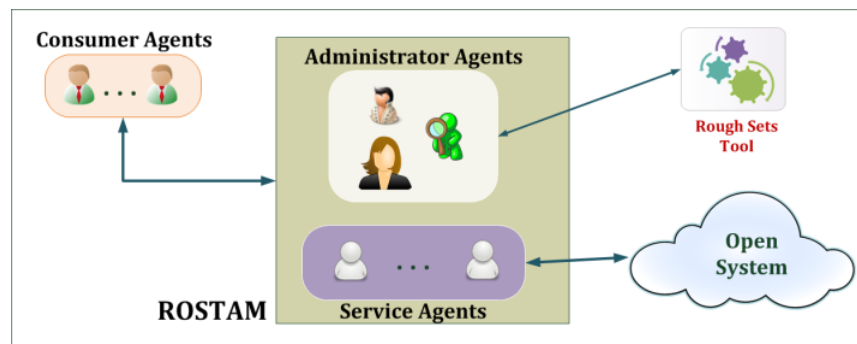 Consumer Agents
Administrator Agents
Rough Sets
Tool
Open
System
ROSTAM
Service Agents